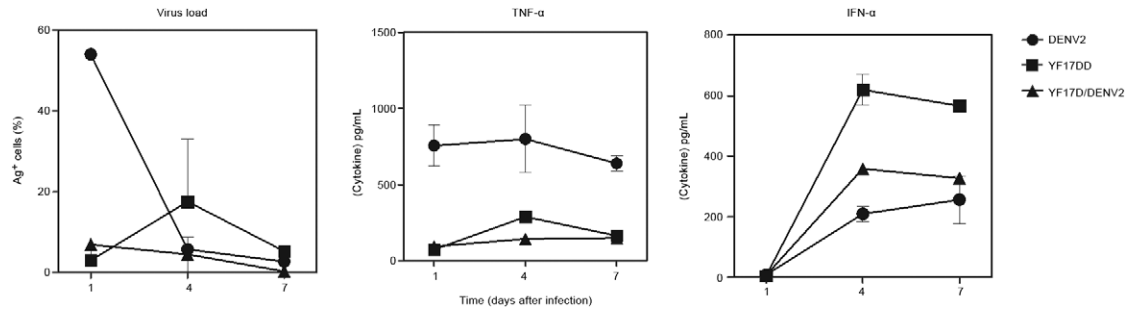 Virus load
TNF-α
IFN-α
60
40
20
0
1
4
7
Ag⁺ cells (%)
1500
1000
500
0
1
4
7
(Cytokine) pg/mL
800
600
400
200
0
1
4
7
(Cytokine) pg/mL
Time (days after infection)
DENV2
YF17DD
YF17D/DENV2